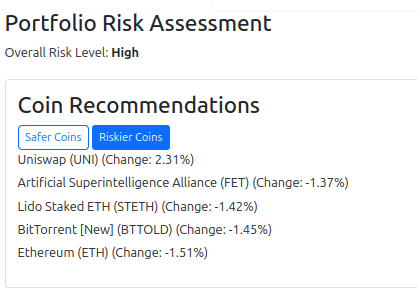 Portfolio Risk Assessment
Overall Risk Level: High
Coin Recommendations
Safer Coins Riskier Coins
Uniswap (UNI) (Change: 2.31%)
Artificial Superintelligence Alliance (FET) (Change: -1.37%)
Lido Staked ETH (STETH) (Change: -1.42%)
BitTorrent [New] (BTTOLD) (Change: -1.45%)
Ethereum (ETH) (Change: -1.51%)